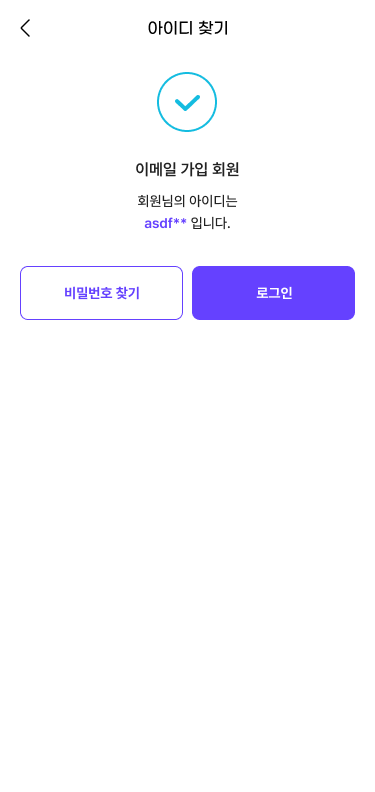 아이디 찾기
이메일 가입 회원
회원님의 아이디는
asdf** 입니다.
비밀번호 찾기
로그인